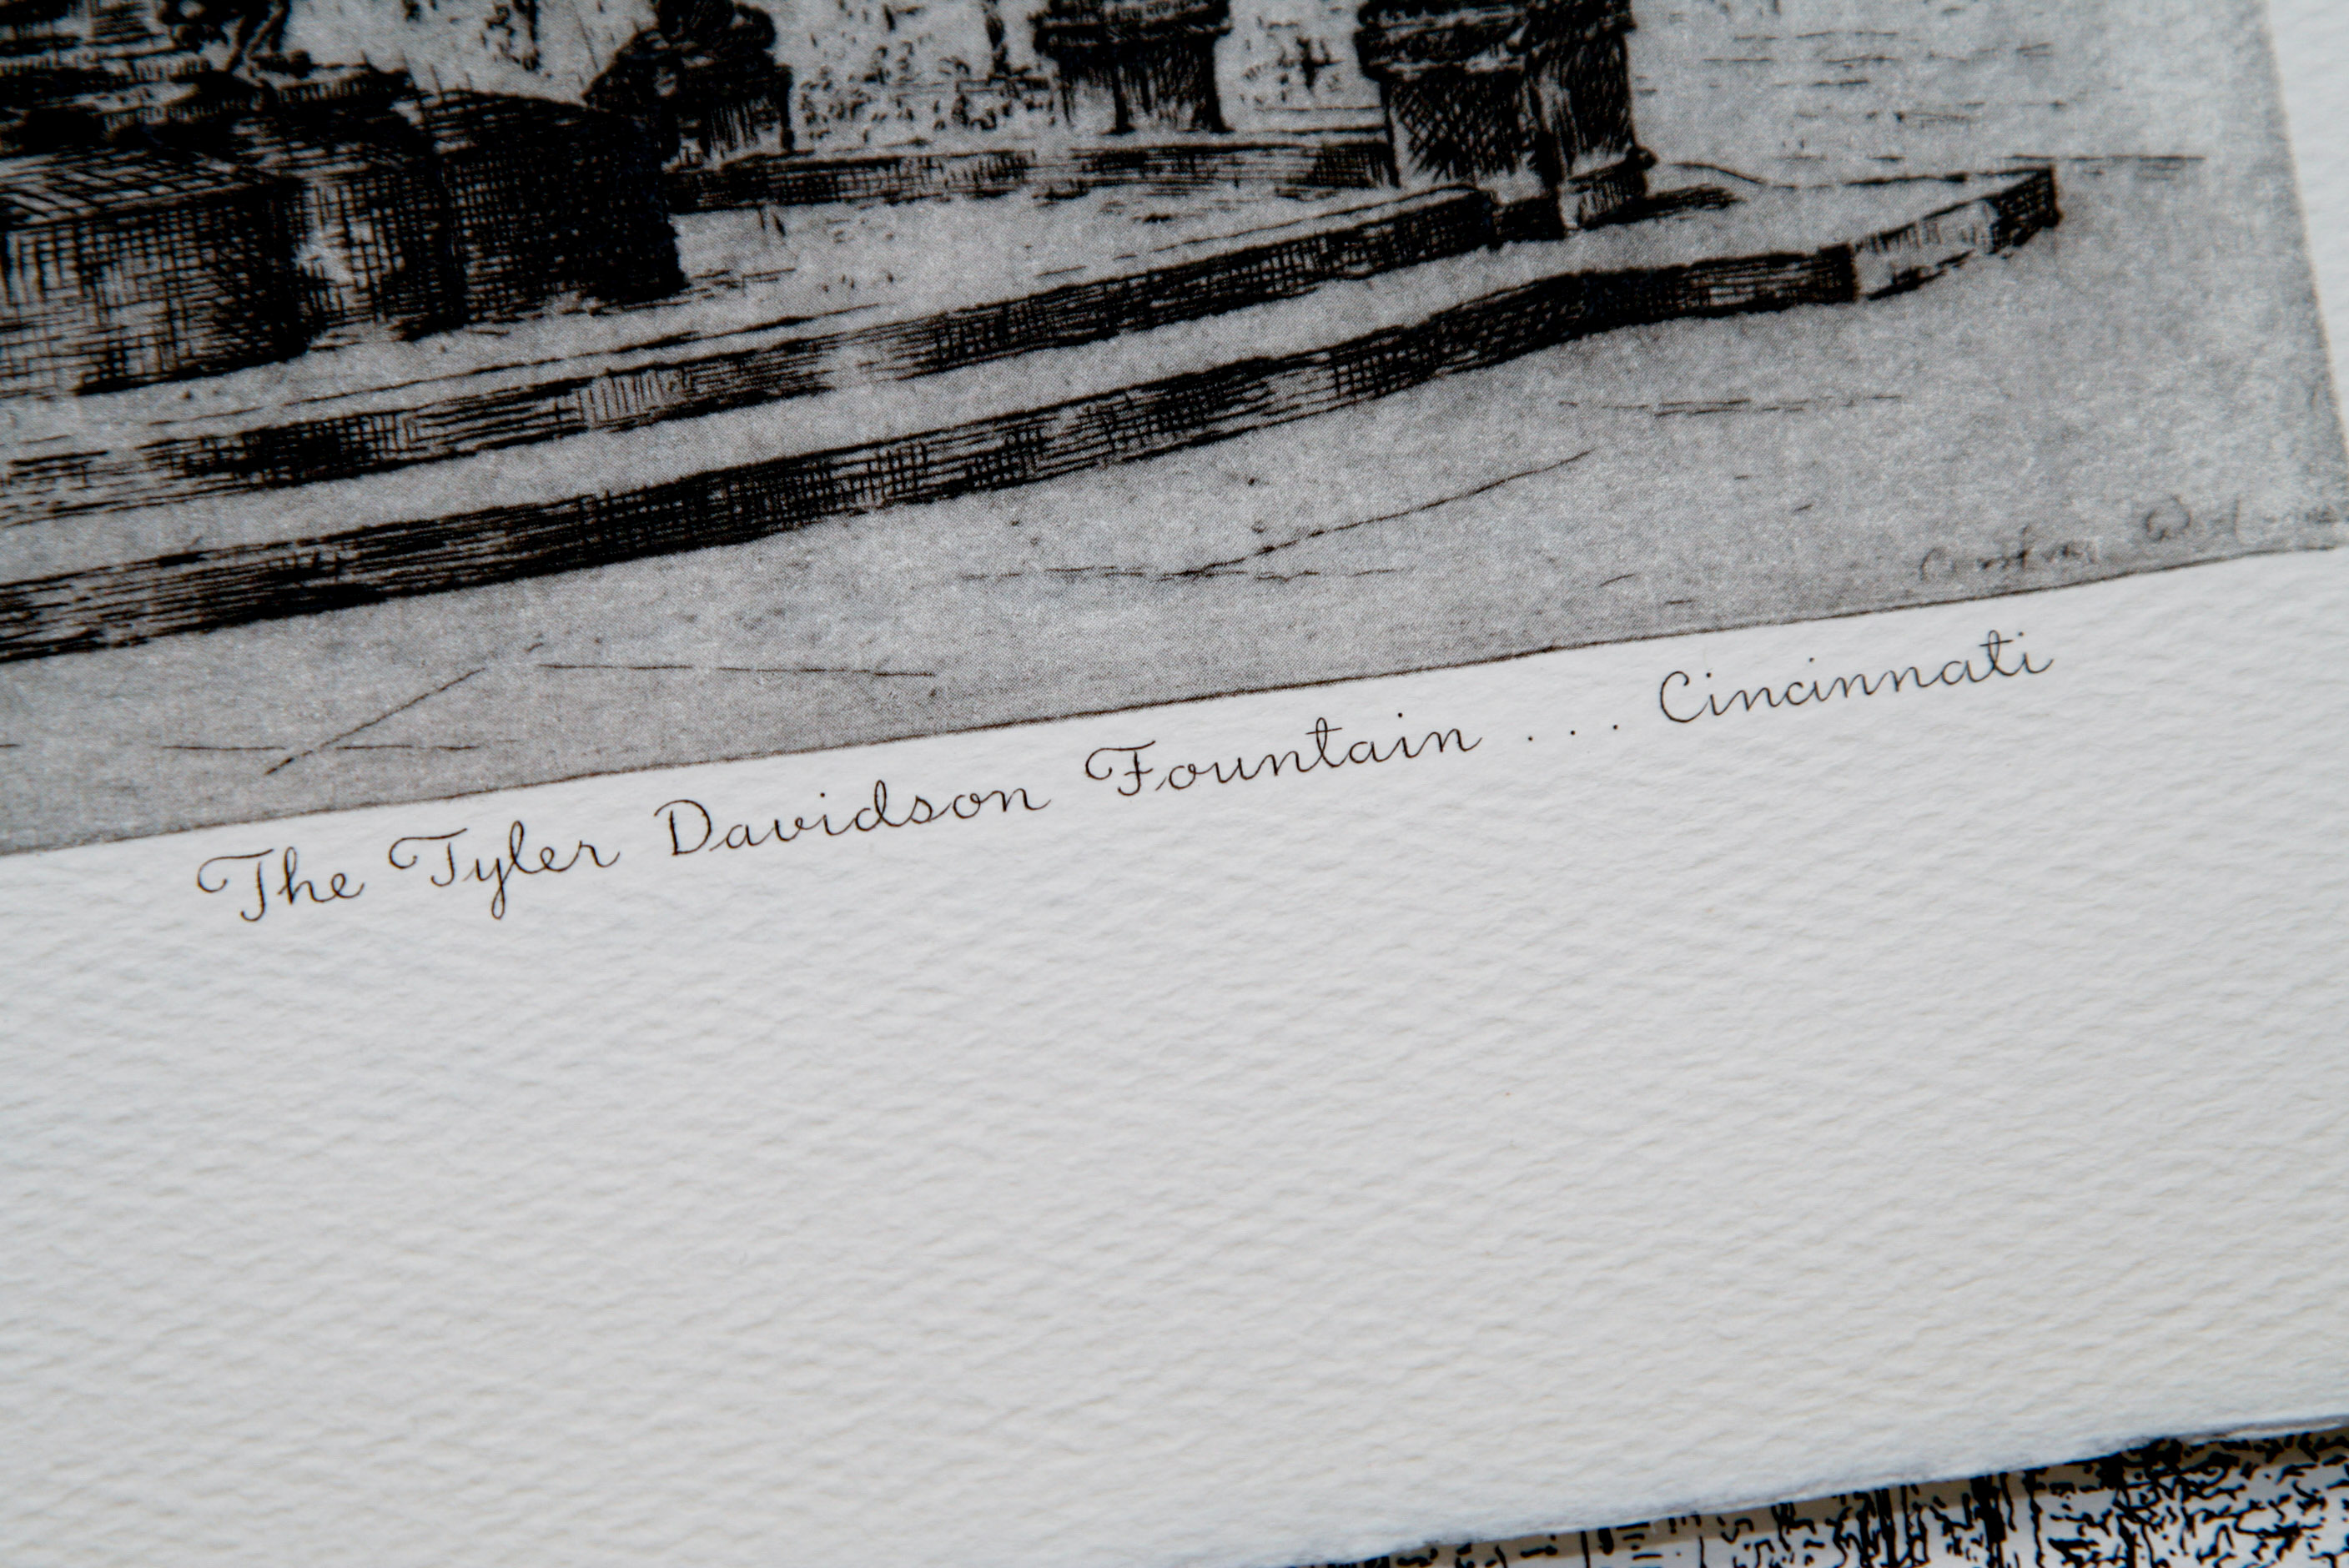 The Tyler Davidson Fountain . . . Cincinnati